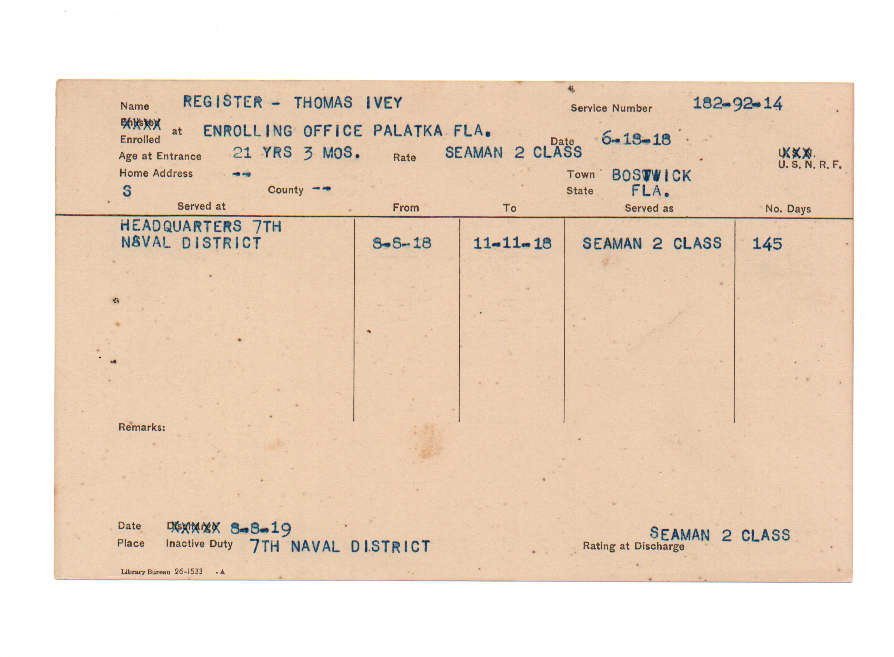 Name REGISTER - THOMAS IVEY Service Number 182-92-14
Enrolled at ENROLLING OFFICE PALATKA FLA. Date 6-18-18
Age at Entrance 21 YRS 3 MOS. Rate SEAMAN 2 CLASS U. S. N. R. F.
Home Address -- Town BOSTWICK
S County -- State FLA.
Served at From To Served as No. Days
HEADQUARTERS 7TH
NAVAL DISTRICT 8-8-18 11-11-18 SEAMAN 2 CLASS 145
Remarks:
Date 8-8-19
Place Inactive Duty 7TH NAVAL DISTRICT Rating at Discharge SEAMAN 2 CLASS
Library Bureau 26-1533 . A